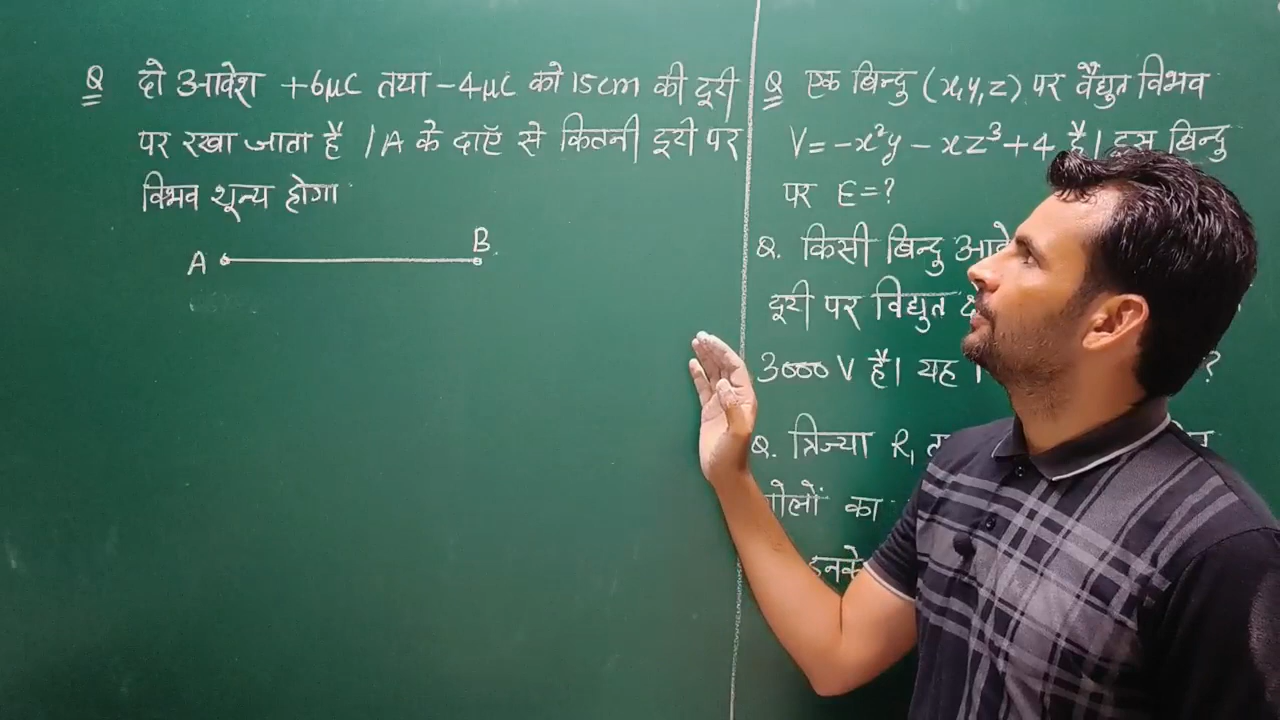 Q दो आवेश +6μC तथा -4μC को 15cm की दूरी
पर रखा जाता है । A के दाएँ से कितनी दूरी पर
विभव शून्य होगा
A B
Q एक बिन्दु (x,y,z) पर वैद्युत विभव
V = -x²y - xz³ + 4 है। इस बिन्दु
पर E=?
Q. किसी बिन्दु
दूरी पर विद्युत
3000 V है। यह ?
Q. त्रिज्या R₁
गोलों का
इनके